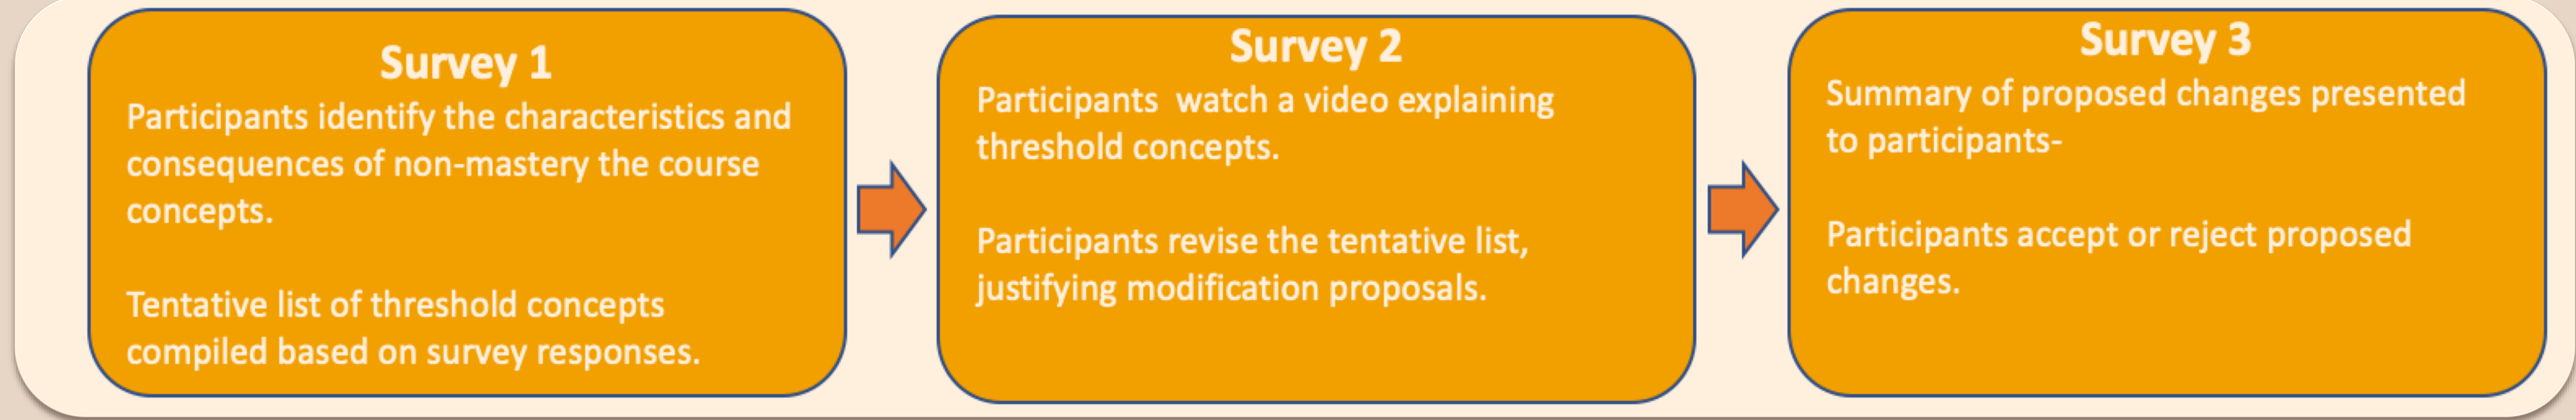 Survey 1
Participants identify the characteristics and
consequences of non-mastery the course
concepts.
Tentative list of threshold concepts
compiled based on survey responses.
Survey 2
Participants  watch a video explaining
threshold concepts.
Participants revise the tentative list,
justifying modification proposals.
Survey 3
Summary of proposed changes presented
to participants-
Participants accept or reject proposed
changes.